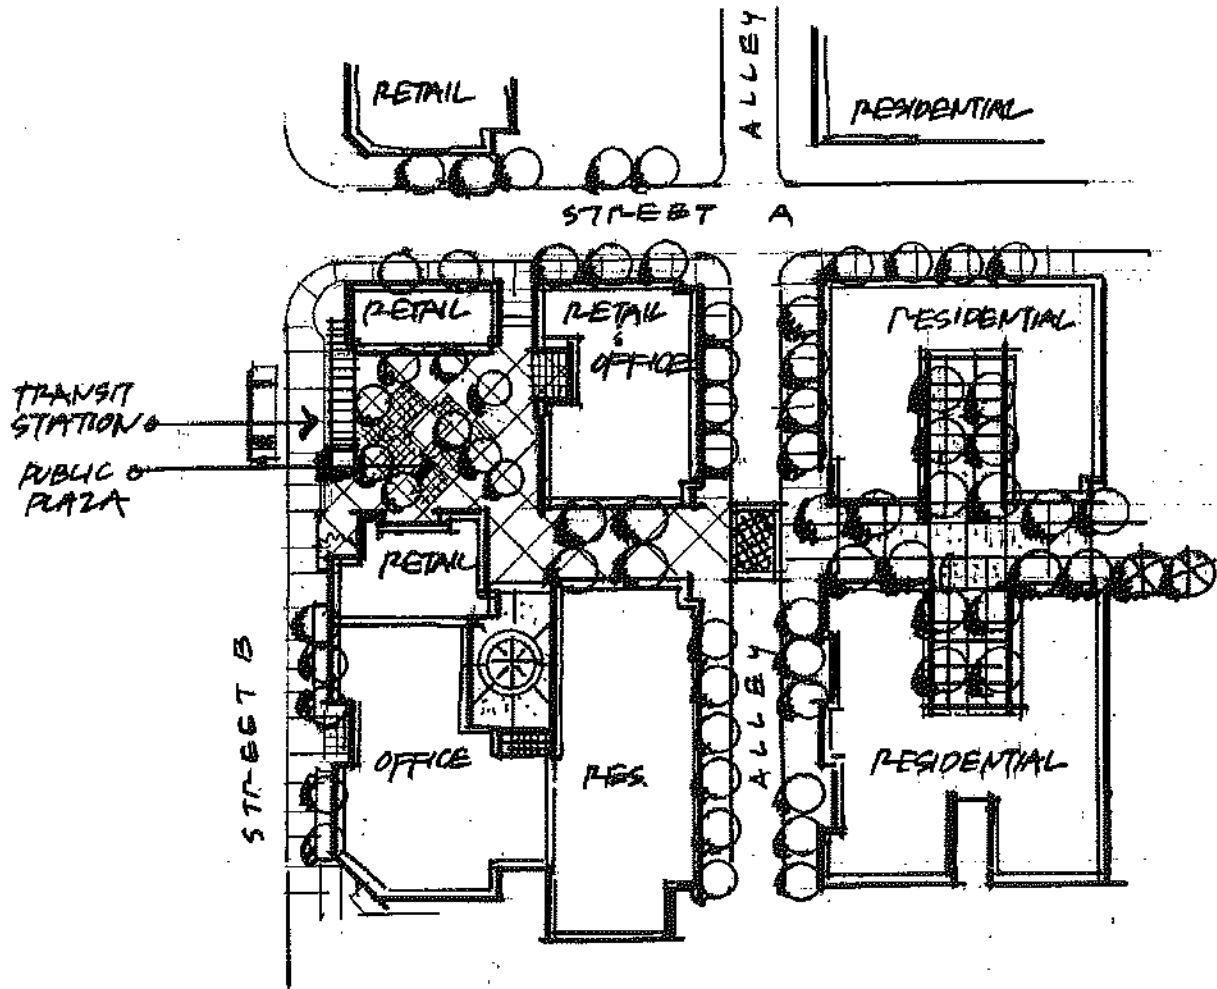 RETAIL
ALLEY
RESIDENTIAL
STREET A
RETAIL
RETAIL
&
OFFICE
RESIDENTIAL
TRANSIT
STATION
PUBLIC
PLAZA
RETAIL
STREET B
OFFICE
RES.
ALLEY
RESIDENTIAL